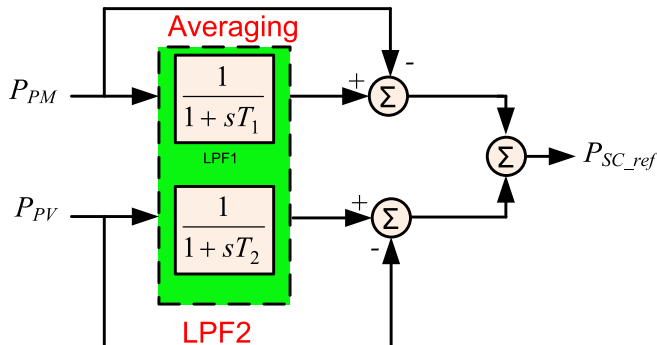 Averaging
-
P_PM
1
1 + sT_1
+
Σ
LPF1
Σ
P_SC_ref
P_PV
1
1 + sT_2
+
Σ
-
LPF2